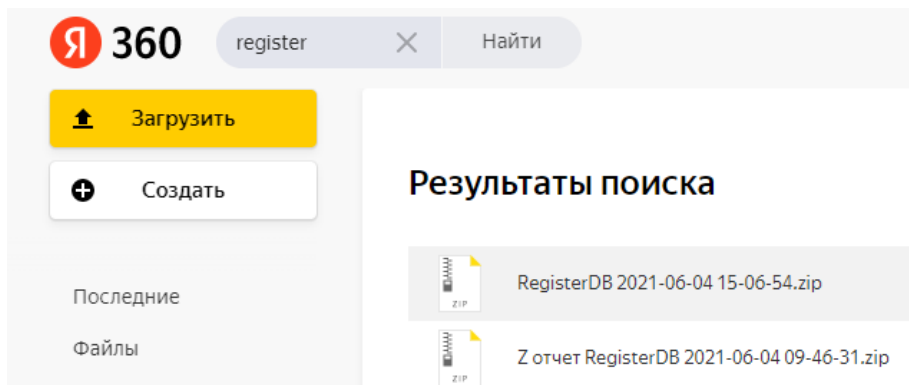 Я 360 register Найти
Загрузить
Создать
Результаты поиска
ZIP RegisterDB 2021-06-04 15-06-54.zip
Последние
Файлы
ZIP Z отчет RegisterDB 2021-06-04 09-46-31.zip